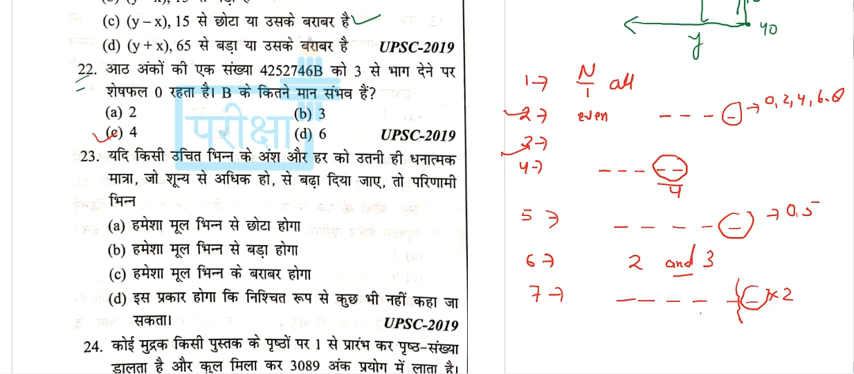 (c) (y – x), 15 से छोटा या उसके बराबर है
(d) (y + x), 65 से बड़ा या उसके बराबर है UPSC-2019
22. आठ अंकों की एक संख्या 4252746B को 3 से भाग देने पर
शेषफल 0 रहता है। B के कितने मान संभव हैं?
(a) 2 (b) 3
(c) 4 (d) 6 UPSC-2019
परीक्षा
23. यदि किसी उचित भिन्न के अंश और हर को उतनी ही धनात्मक
मात्रा, जो शून्य से अधिक हो, से बढ़ा दिया जाए, तो परिणामी
भिन्न
(a) हमेशा मूल भिन्न से छोटा होगा
(b) हमेशा मूल भिन्न से बड़ा होगा
(c) हमेशा मूल भिन्न के बराबर होगा
(d) इस प्रकार होगा कि निश्चित रूप से कुछ भी नहीं कहा जा
सकता। UPSC-2019
24. कोई मुद्रक किसी पुस्तक के पृष्ठों पर 1 से प्रारंभ कर पृष्ठ-संख्या
डालता है और कुल मिला कर 3089 अंक प्रयोग में लाता है।
40
y
1→ N/1 all
2→ even – – – – → 0, 2, 4, 6, 8
3→
4→ – – – – – / 4
5→ – – – – – → 0, 5
6→ 2 and 3
7→ – – – – – – × 2